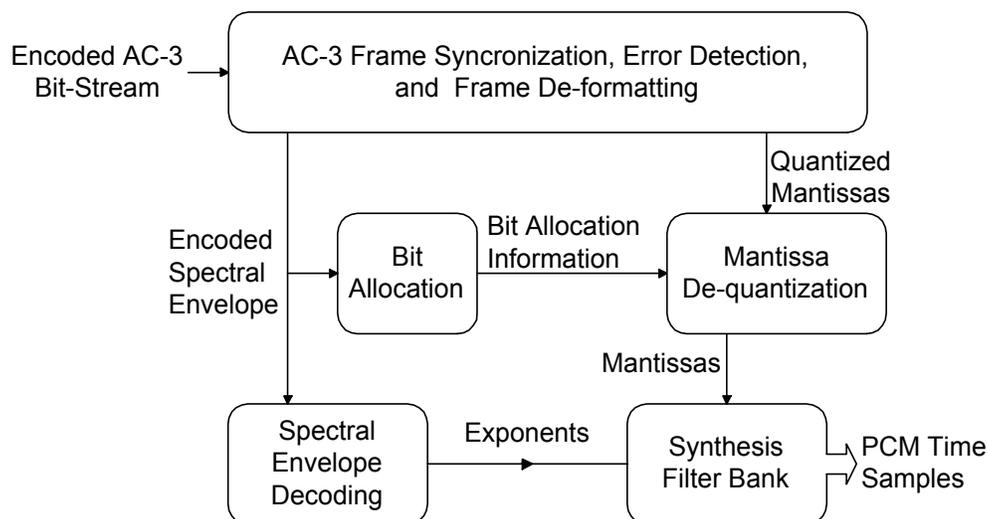 Encoded AC-3
Bit-Stream
AC-3 Frame Syncronization, Error Detection,
and Frame De-formatting
Quantized
Mantissas
Encoded
Spectral
Envelope
Bit
Allocation
Bit Allocation
Information
Mantissa
De-quantization
Mantissas
Spectral
Envelope
Decoding
Exponents
Synthesis
Filter Bank
PCM Time
Samples